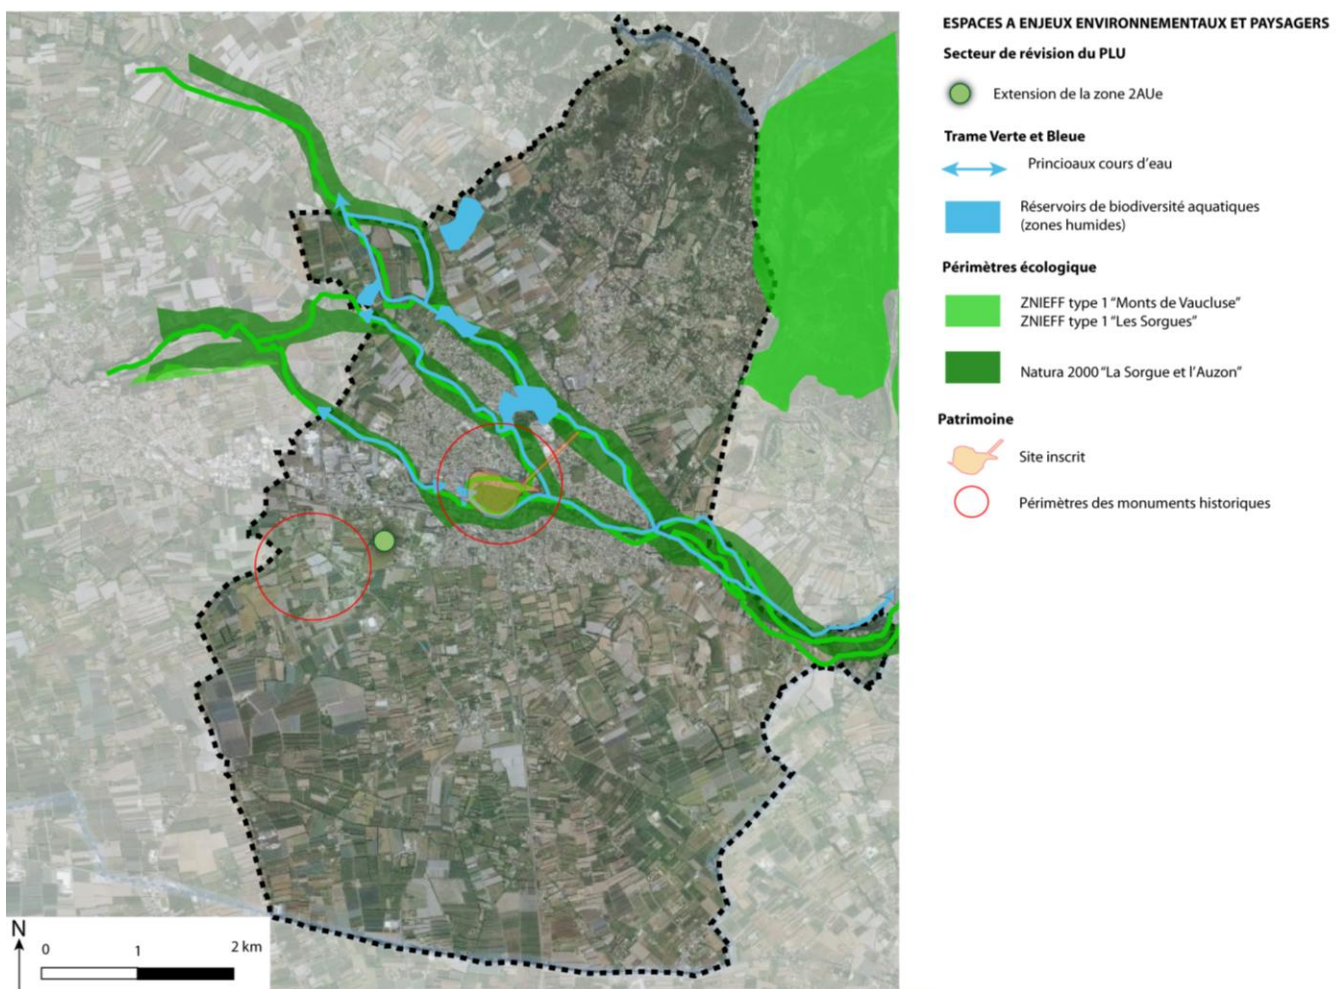 ESPACES A ENJEUX ENVIRONNEMENTAUX ET PAYSAGERS
Secteur de révision du PLU
Extension de la zone 2AUe
Trame Verte et Bleue
Princioaux cours d'eau
Réservoirs de biodiversité aquatiques
(zones humides)
Périmètres écologique
ZNIEFF type 1 "Monts de Vaucluse"
ZNIEFF type 1 "Les Sorgues"
Natura 2000 "La Sorgue et l'Auzon"
Patrimoine
Site inscrit
Périmètres des monuments historiques
N
0 1 2 km